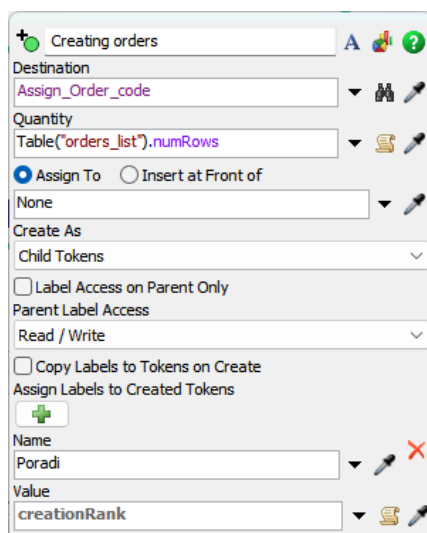 Creating orders
Destination
Assign_Order_code
Quantity
Table("orders_list").numRows
Assign To Insert at Front of
None
Create As
Child Tokens
Label Access on Parent Only
Parent Label Access
Read / Write
Copy Labels to Tokens on Create
Assign Labels to Created Tokens
Name
Poradi
Value
creationRank